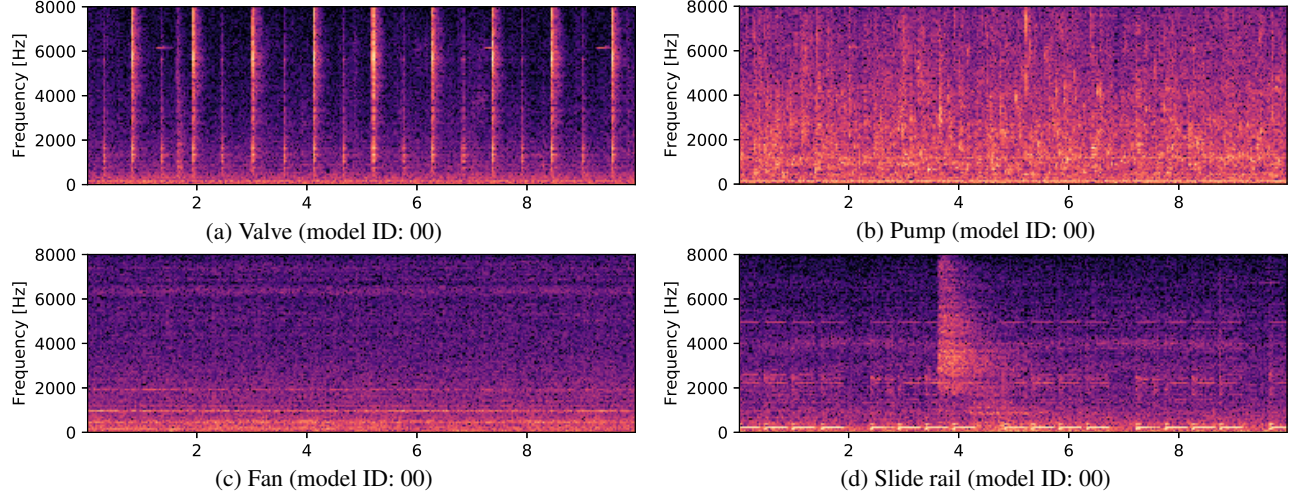 8000
6000
4000
2000
0
Frequency [Hz]
2 4 6 8
(a) Valve (model ID: 00)
8000
6000
4000
2000
0
Frequency [Hz]
2 4 6 8
(b) Pump (model ID: 00)
8000
6000
4000
2000
0
Frequency [Hz]
2 4 6 8
(c) Fan (model ID: 00)
8000
6000
4000
2000
0
Frequency [Hz]
2 4 6 8
(d) Slide rail (model ID: 00)